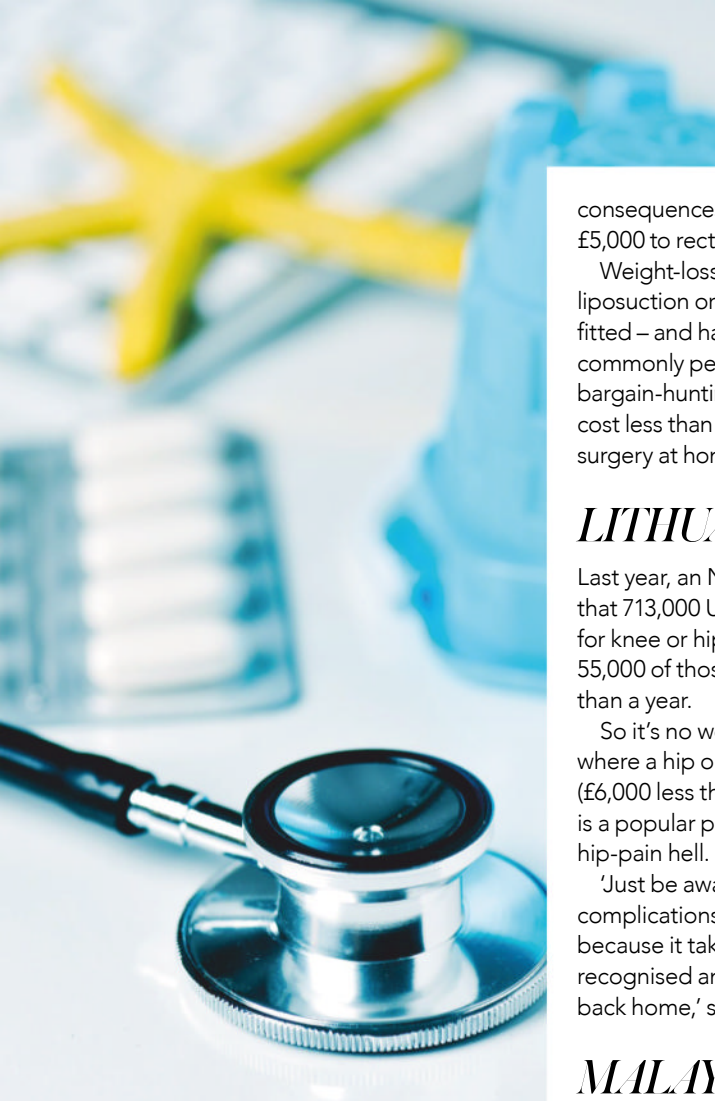 consequence
£5,000 to rect
Weight-loss
liposuction or
fitted – and ha
commonly pe
bargain-hunti
cost less than
surgery at hor
LITHUA
Last year, an N
that 713,000 U
for knee or hip
55,000 of thos
than a year.
So it’s no w
where a hip o
(£6,000 less th
is a popular p
hip-pain hell.
‘Just be awa
complications
because it tak
recognised ar
back home,’ s
MALAY